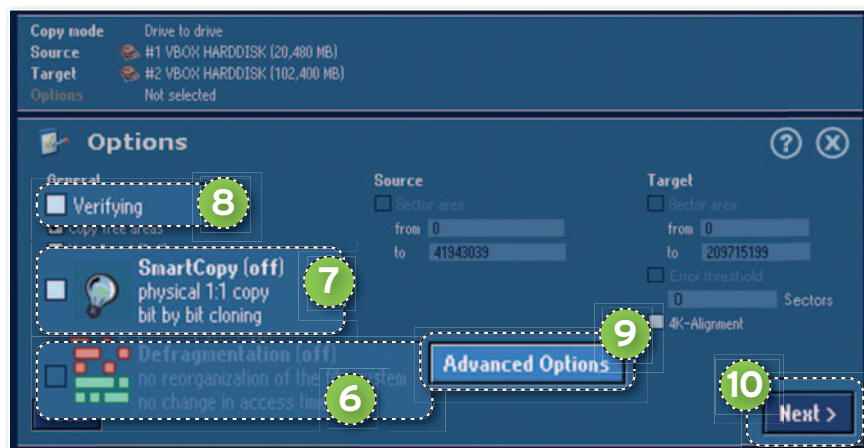 Copy mode Drive to drive
Source #1 VBOX HARDDISK (20,480 MB)
Target #2 VBOX HARDDISK (102,400 MB)
Options Not selected
Options
?
X
General
Source
Target
Verifying
8
Sector area
Sector area
Copy free areas
from 0
from 0
to 41943039
to 209715199
SmartCopy (off)
physical 1:1 copy
bit by bit cloning
7
Error threshold
0 Sectors
9
4K-Alignment
Defragmentation (off)
no reorganization of the
no change in access
6
Advanced Options
10
Next >